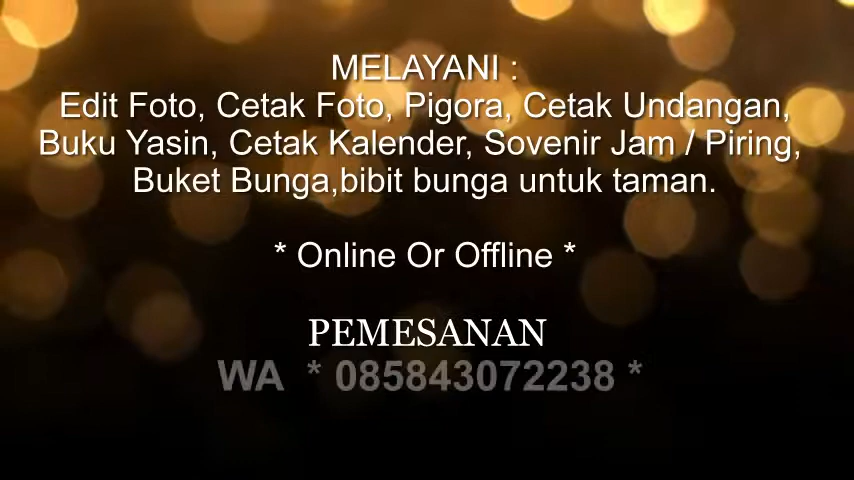 MELAYANI :
Edit Foto, Cetak Foto, Pigora, Cetak Undangan,
Buku Yasin, Cetak Kalender, Sovenir Jam / Piring,
Buket Bunga,bibit bunga untuk taman.
* Online Or Offline *
PEMESANAN
WA * 085843072238 *